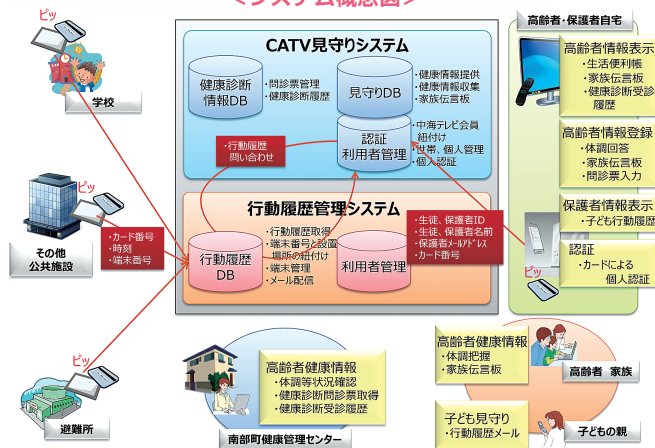 ＜システム概念図＞
ピッ
学校
ピッ
その他
公共施設
・カード番号
・時刻
・端末番号
ピッ
避難所
CATV見守りシステム
健康診断
情報DB
・問診票管理
・健康診断履歴
見守りDB
・健康情報提供
・健康情報収集
・家族伝言板
認証
利用者管理
・中海テレビ会員
紐付け
・世帯、個人管理
・個人認証
・行動履歴
問い合わせ
行動履歴管理システム
行動履歴
DB
・行動履歴取得
・端末番号と設置
場所の紐付け
・端末管理
・メール配信
利用者管理
・生徒、保護者ID
・生徒、保護者名前
・保護者メールアドレス
・カード番号
高齢者・保護者自宅
高齢者情報表示
・生活便利帳
・家族伝言板
・健康診断受診
履歴
高齢者情報登録
・体調回答
・家族伝言板
・問診票入力
保護者情報表示
・子ども行動履歴
認証
・カードによる
個人認証
ピッ
高齢者健康情報
・体調等状況確認
・健康診断問診票取得
・健康診断受診履歴
南部町健康管理センター
高齢者健康情報
・体調把握
・家族伝言板
高齢者 家族
子ども見守り
・行動履歴メール
子どもの親